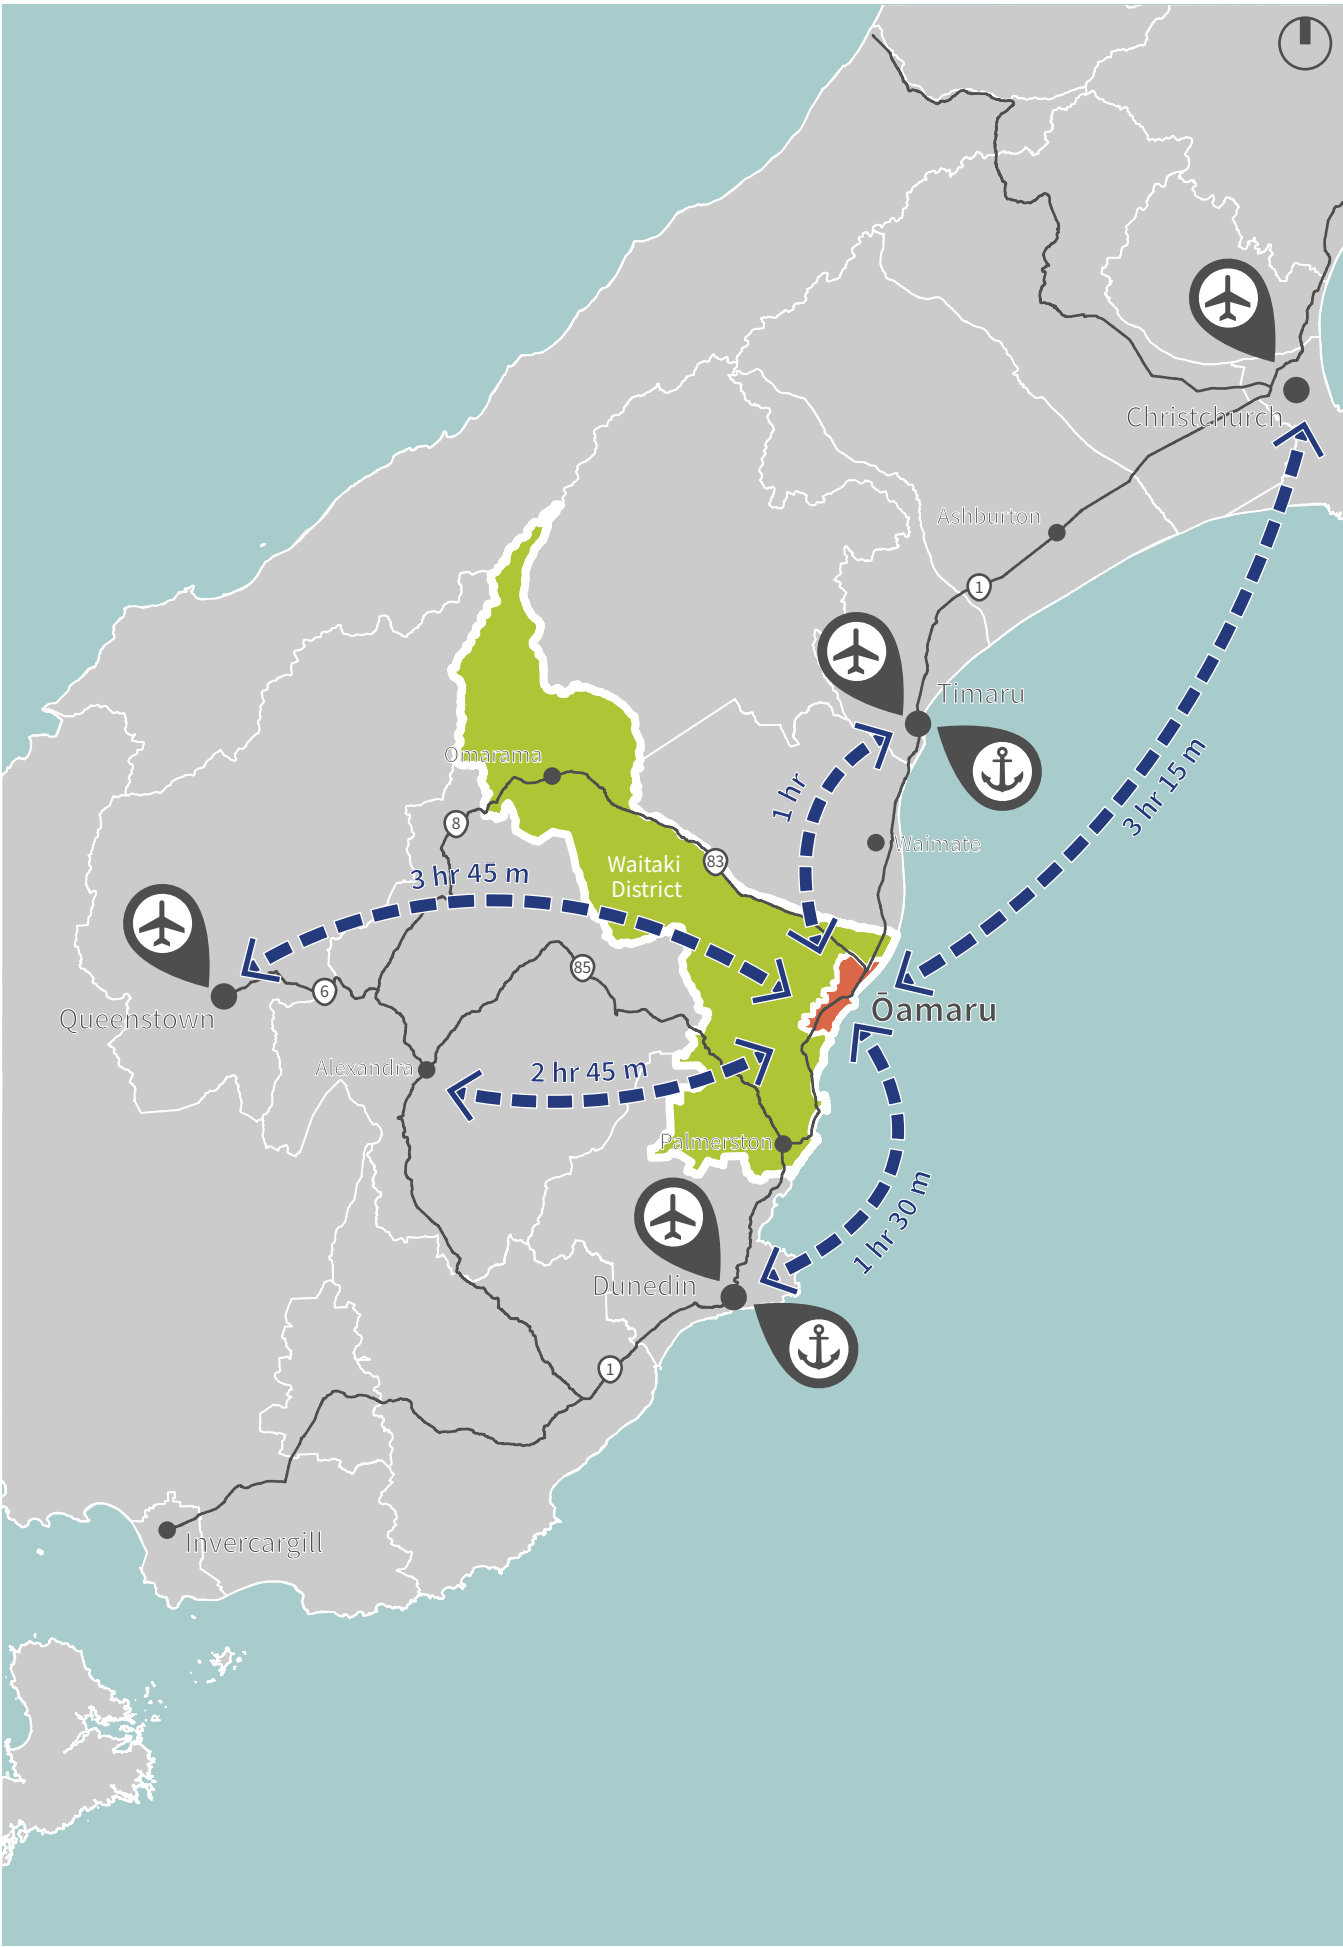 Christchurch
Ashburton
1
Timaru
3 hr 15 m
1 hr
Omarama
8
Waimate
83
Waitaki
District
3 hr 45 m
85
6
Queenstown
Ōamaru
Alexandra
2 hr 45 m
Palmerston
1 hr 30 m
Dunedin
1
Invercargill